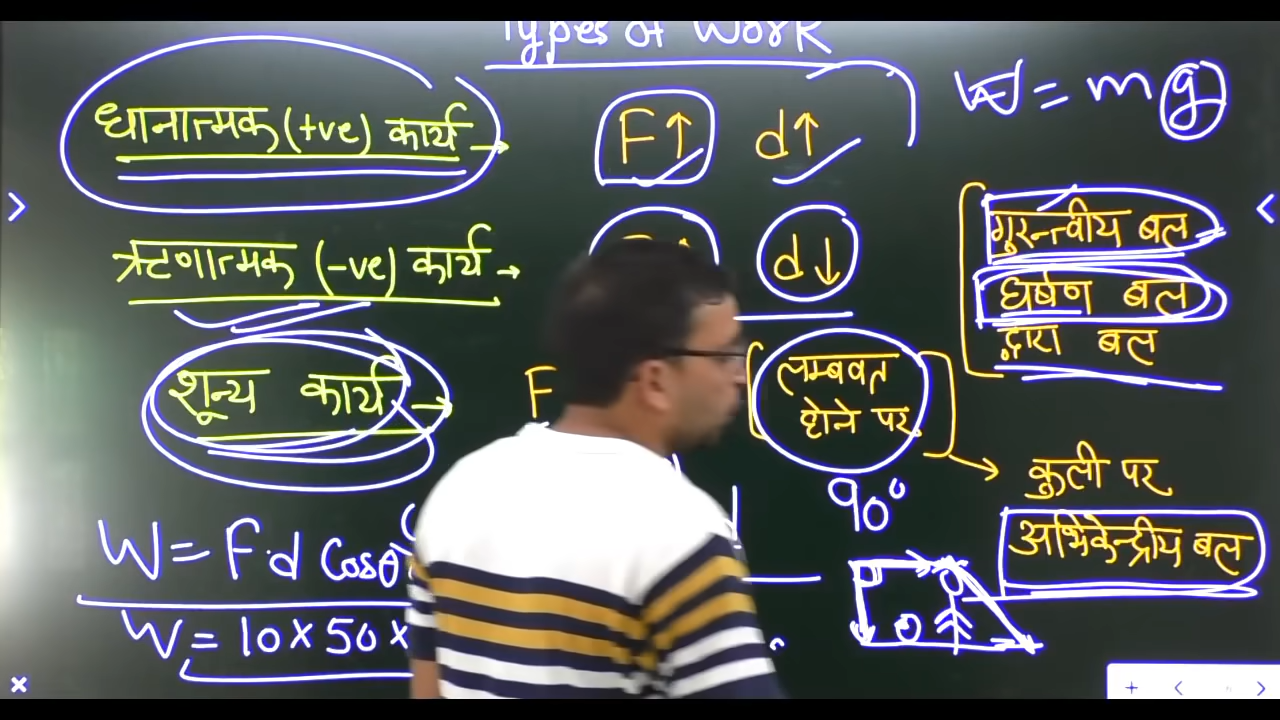 Types of Work
धानात्मक (+ve) कार्य → F↑ d↑
ऋणात्मक (-ve) कार्य → d↓
शून्य कार्य → F लम्बवत
होने पर
90°
W = F.d Cosθ
W = 10 × 50 ×
W = mg
गुरुत्वीय बल
घर्षण बल
द्वारा बल
→ कुली पर
अभिकेन्द्रीय बल